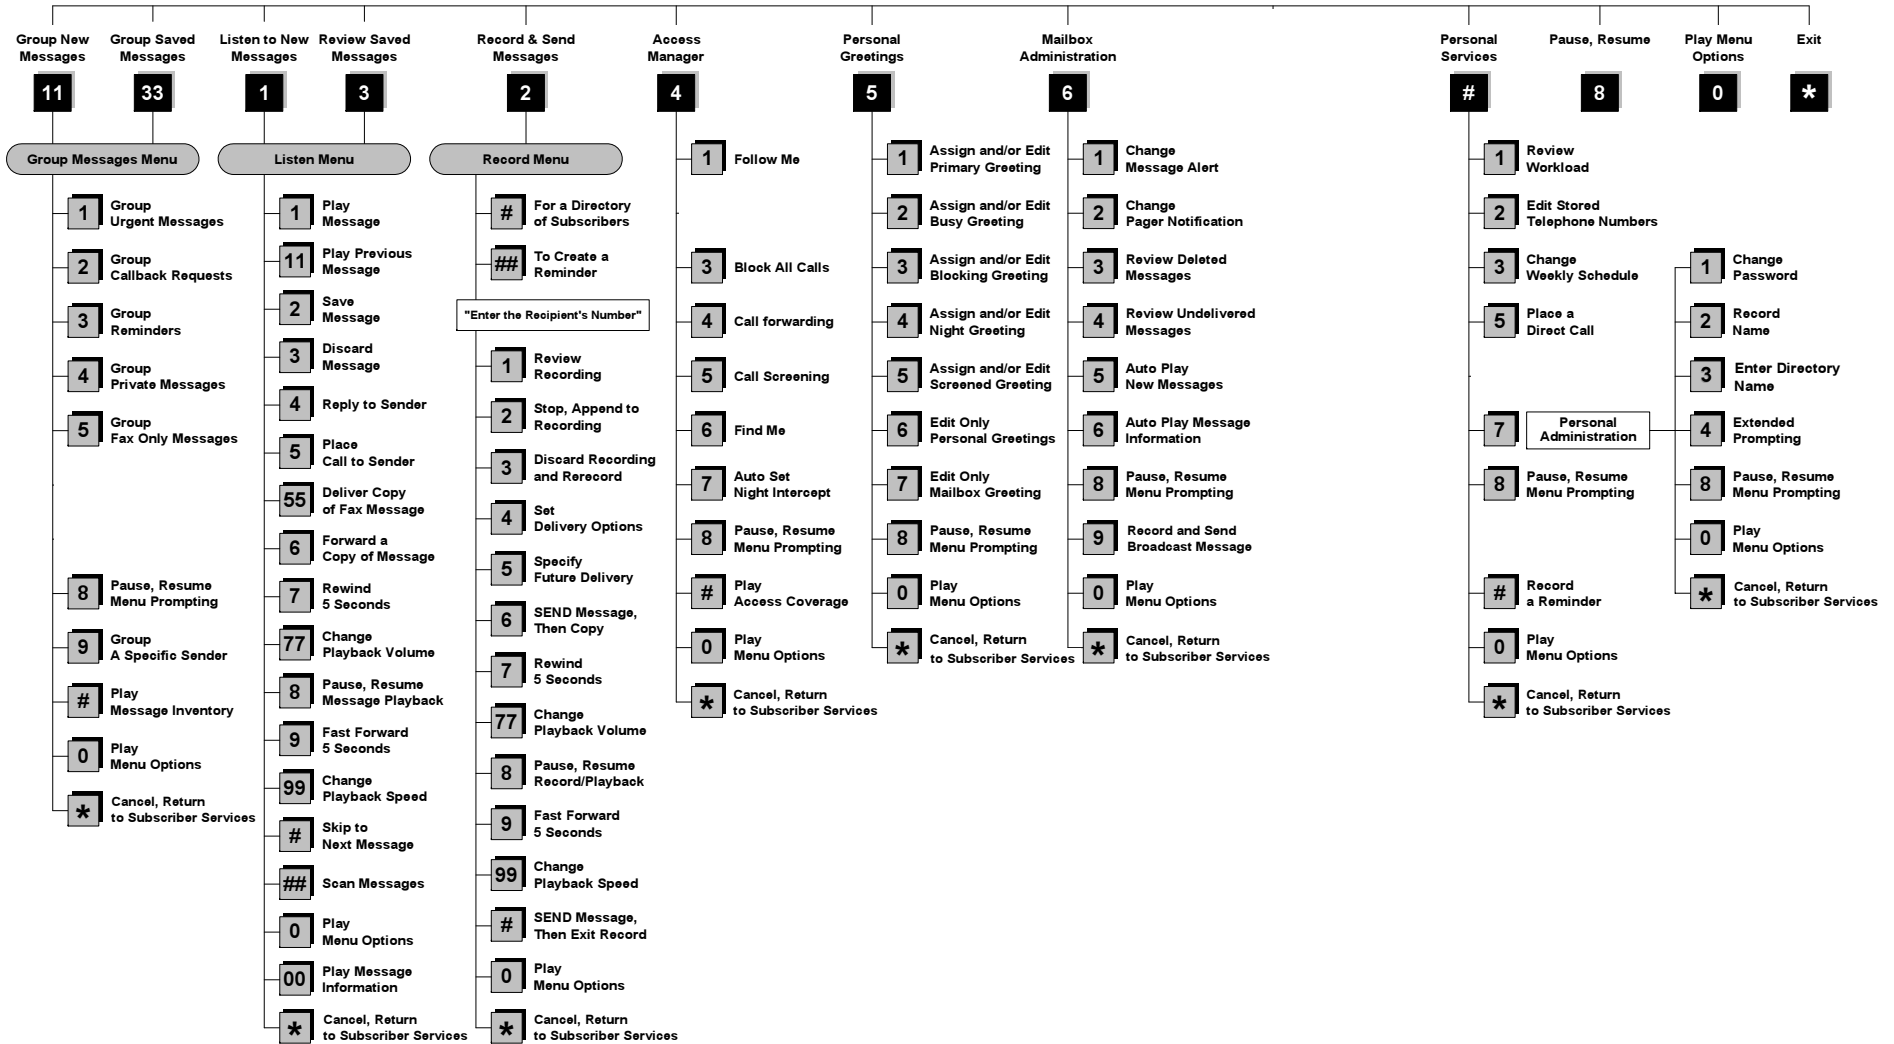 Group New
Messages
11
Group Saved
Messages
33
Listen to New
Messages
1
Review Saved
Messages
3
Record & Send
Messages
2
Access
Manager
4
Personal
Greetings
5
Mailbox
Administration
6
Personal
Services
#
Pause, Resume
8
Play Menu
Options
0
Exit
*
Group Messages Menu
1
Group
Urgent Messages
2
Group
Callback Requests
3
Group
Reminders
4
Group
Private Messages
5
Group
Fax Only Messages
8
Pause, Resume
Menu Prompting
9
Group
A Specific Sender
#
Play
Message Inventory
0
Play
Menu Options
*
Cancel, Return
to Subscriber Services
Listen Menu
1
Play
Message
11
Play Previous
Message
2
Save
Message
3
Discard
Message
4
Reply to Sender
5
Place
Call to Sender
55
Deliver Copy
of Fax Message
6
Forward a
Copy of Message
7
Rewind
5 Seconds
77
Change
Playback Volume
8
Pause, Resume
Message Playback
9
Fast Forward
5 Seconds
99
Change
Playback Speed
#
Skip to
Next Message
##
Scan Messages
0
Play
Menu Options
00
Play Message
Information
*
Cancel, Return
to Subscriber Services
Record Menu
#
For a Directory
of Subscribers
##
To Create a
Reminder
"Enter the Recipient's Number"
1
Review
Recording
2
Stop, Append to
Recording
3
Discard Recording
and Rerecord
4
Set
Delivery Options
5
Specify
Future Delivery
6
SEND Message,
Then Copy
7
Rewind
5 Seconds
77
Change
Playback Volume
8
Pause, Resume
Record/Playback
9
Fast Forward
5 Seconds
99
Change
Playback Speed
#
SEND Message,
Then Exit Record
0
Play
Menu Options
*
Cancel, Return
to Subscriber Services
1
Follow Me
3
Block All Calls
4
Call forwarding
5
Call Screening
6
Find Me
7
Auto Set
Night Intercept
8
Pause, Resume
Menu Prompting
#
Play
Access Coverage
0
Play
Menu Options
*
Cancel, Return
to Subscriber Services
1
Assign and/or Edit
Primary Greeting
2
Assign and/or Edit
Busy Greeting
3
Assign and/or Edit
Blocking Greeting
4
Assign and/or Edit
Night Greeting
5
Assign and/or Edit
Screened Greeting
6
Edit Only
Personal Greetings
7
Edit Only
Mailbox Greeting
8
Pause, Resume
Menu Prompting
0
Play
Menu Options
*
Cancel, Return
to Subscriber Services
1
Change
Message Alert
2
Change
Pager Notification
3
Review Deleted
Messages
4
Review Undelivered
Messages
5
Auto Play
New Messages
6
Auto Play Message
Information
8
Pause, Resume
Menu Prompting
9
Record and Send
Broadcast Message
0
Play
Menu Options
*
Cancel, Return
to Subscriber Services
1
Review
Workload
2
Edit Stored
Telephone Numbers
3
Change
Weekly Schedule
5
Place a
Direct Call
7
Personal
Administration
8
Pause, Resume
Menu Prompting
#
Record
a Reminder
0
Play
Menu Options
*
Cancel, Return
to Subscriber Services
1
Change
Password
2
Record
Name
3
Enter Directory
Name
4
Extended
Prompting
8
Pause, Resume
Menu Prompting
0
Play
Menu Options
*
Cancel, Return
to Subscriber Services